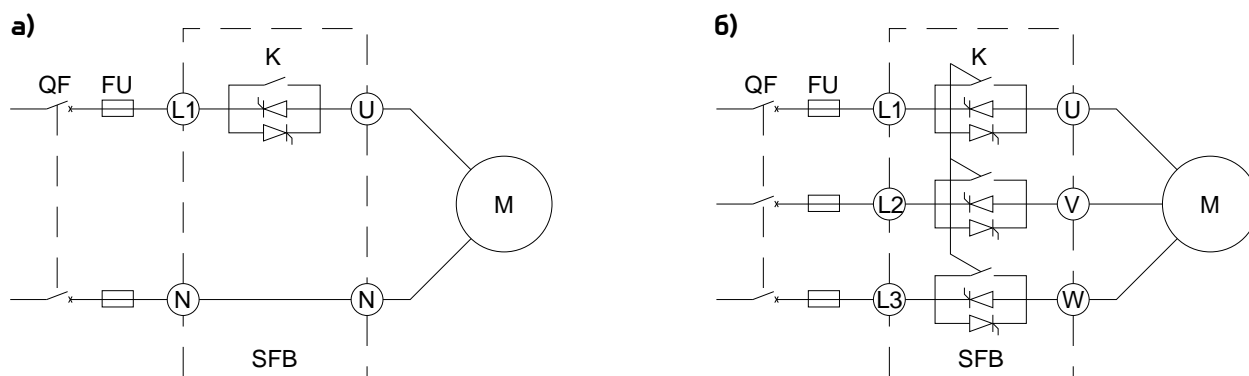 а)
K
QF FU
L1 U
M
N N
SFB
б)
K
QF FU
L1 U
L2 V M
L3 W
SFB